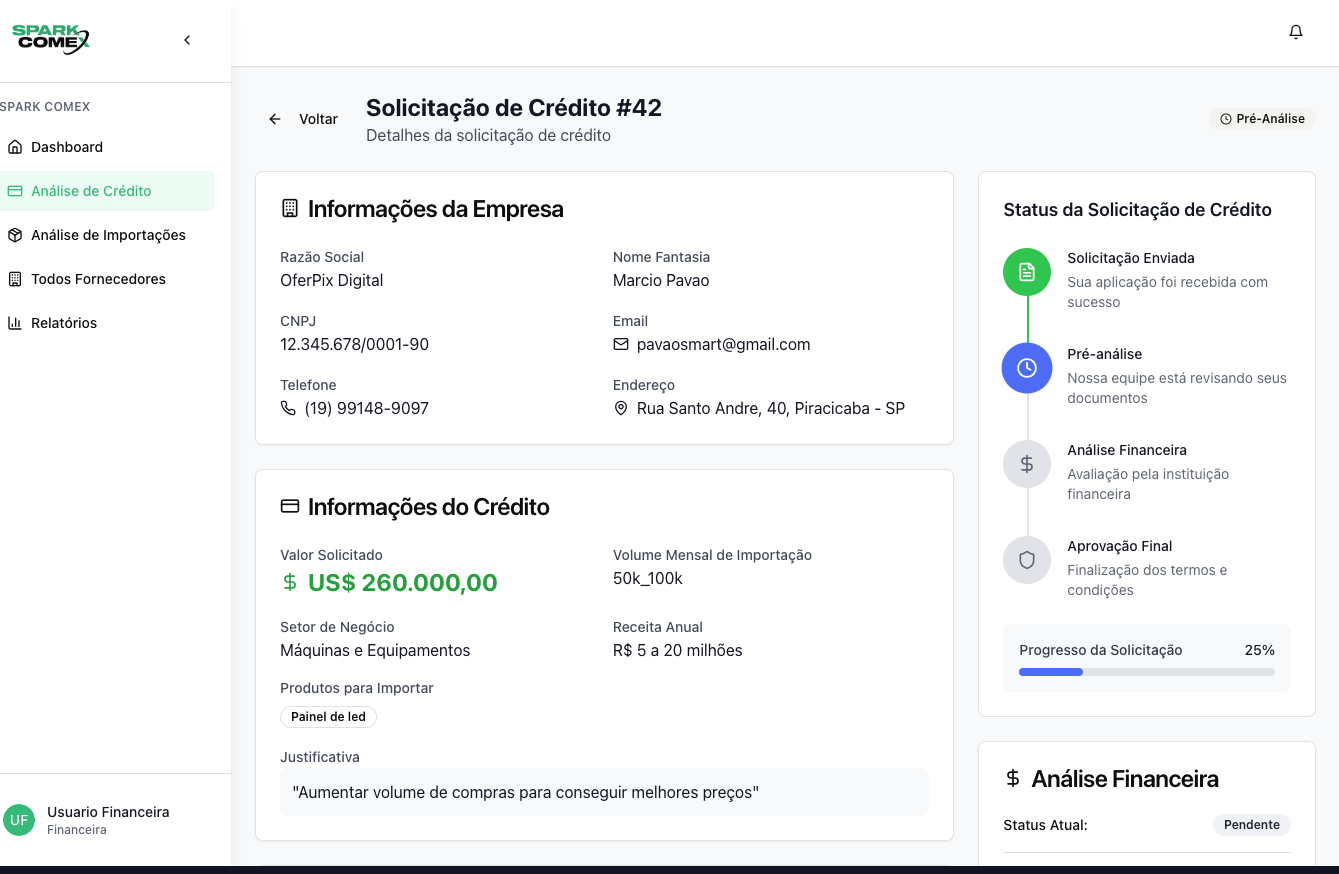 SPARK
COMEX
SPARK COMEX
Dashboard
Análise de Crédito
Análise de Importações
Todos Fornecedores
Relatórios
UF
Usuario Financeira
Financeira
Voltar
Solicitação de Crédito #42
Detalhes da solicitação de crédito
Pré-Análise
Informações da Empresa
Razão Social
OferPix Digital
Nome Fantasia
Marcio Pavao
CNPJ
12.345.678/0001-90
Email
pavaosmart@gmail.com
Telefone
(19) 99148-9097
Endereço
Rua Santo Andre, 40, Piracicaba - SP
Informações do Crédito
Valor Solicitado
$ US$ 260.000,00
Volume Mensal de Importação
50k_100k
Setor de Negócio
Máquinas e Equipamentos
Receita Anual
R$ 5 a 20 milhões
Produtos para Importar
Painel de led
Justificativa
"Aumentar volume de compras para conseguir melhores preços"
Status da Solicitação de Crédito
Solicitação Enviada
Sua aplicação foi recebida com
sucesso
Pré-análise
Nossa equipe está revisando seus
documentos
$
Análise Financeira
Avaliação pela instituição
financeira
Aprovação Final
Finalização dos termos e
condições
Progresso da Solicitação 25%
$ Análise Financeira
Status Atual: Pendente